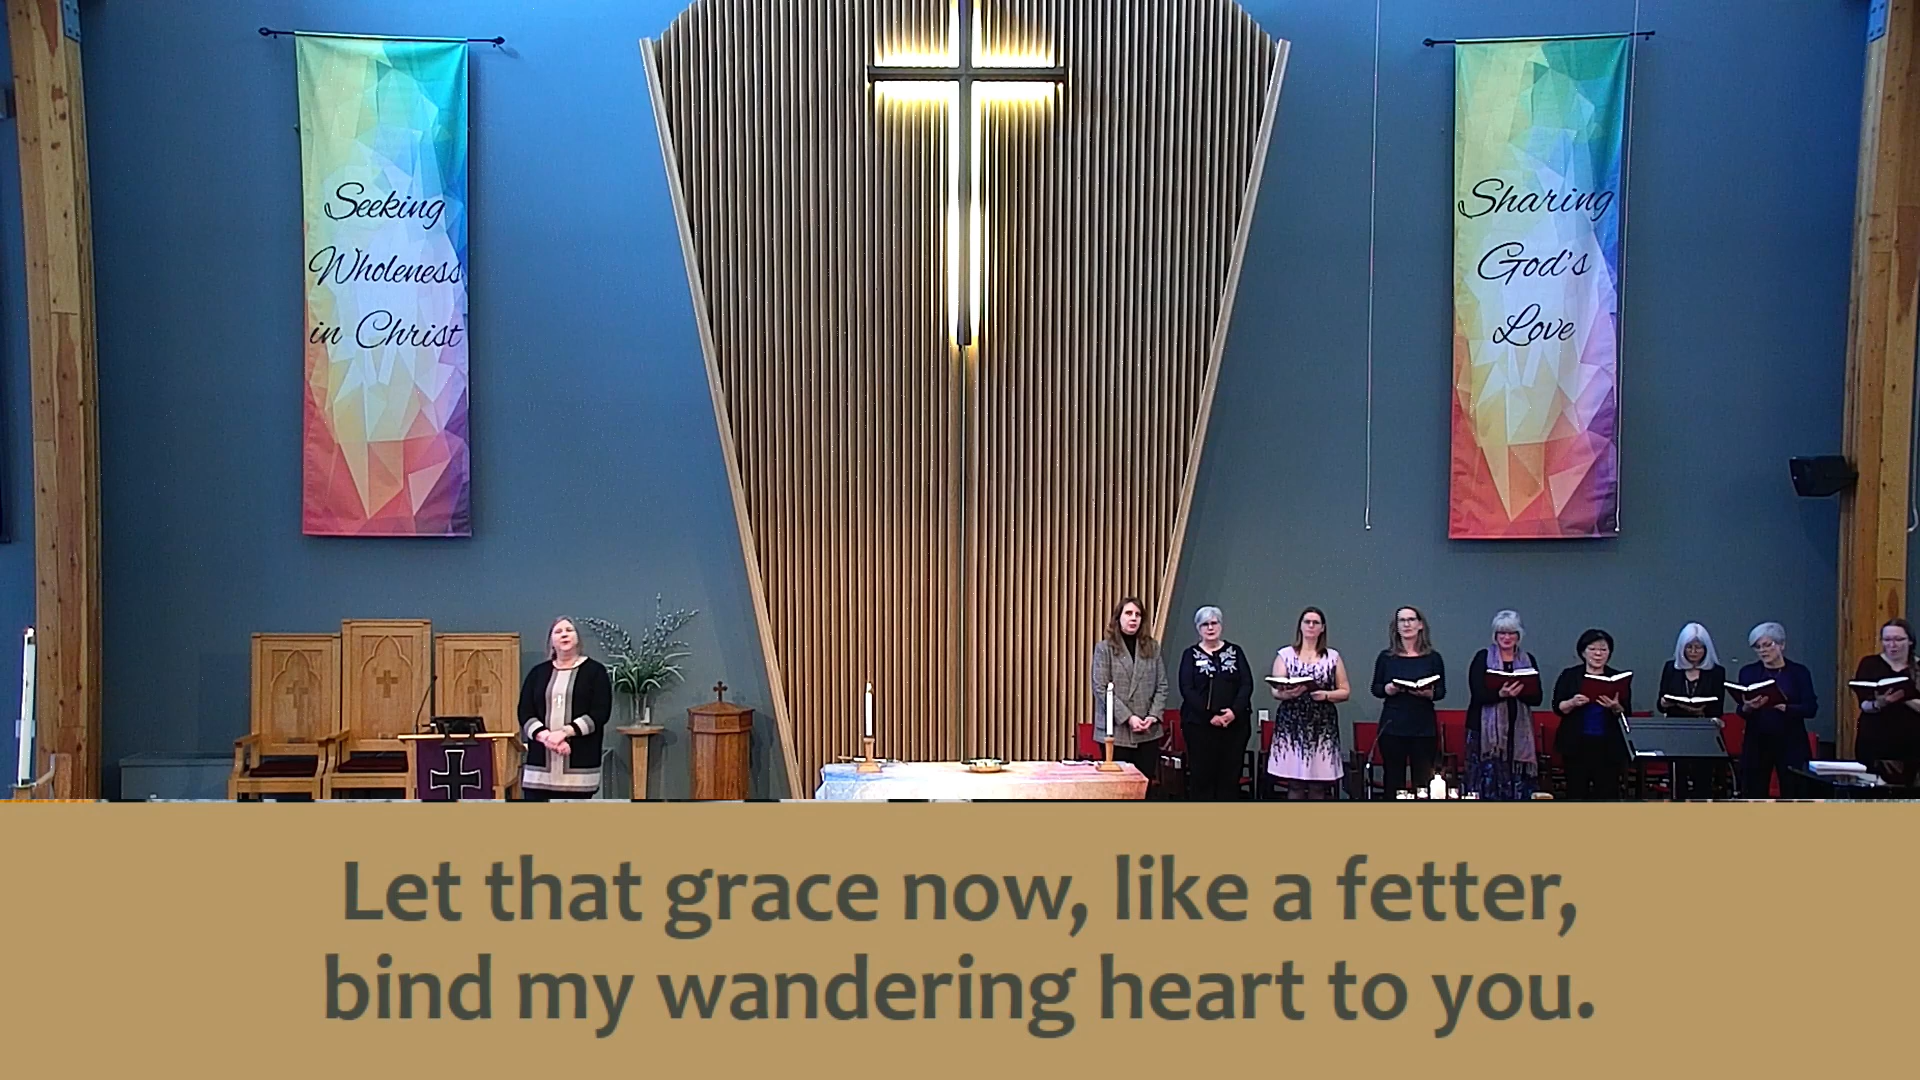 Seeking
Wholeness
in Christ
Sharing
God's
Love
Let that grace now, like a fetter,
bind my wandering heart to you.